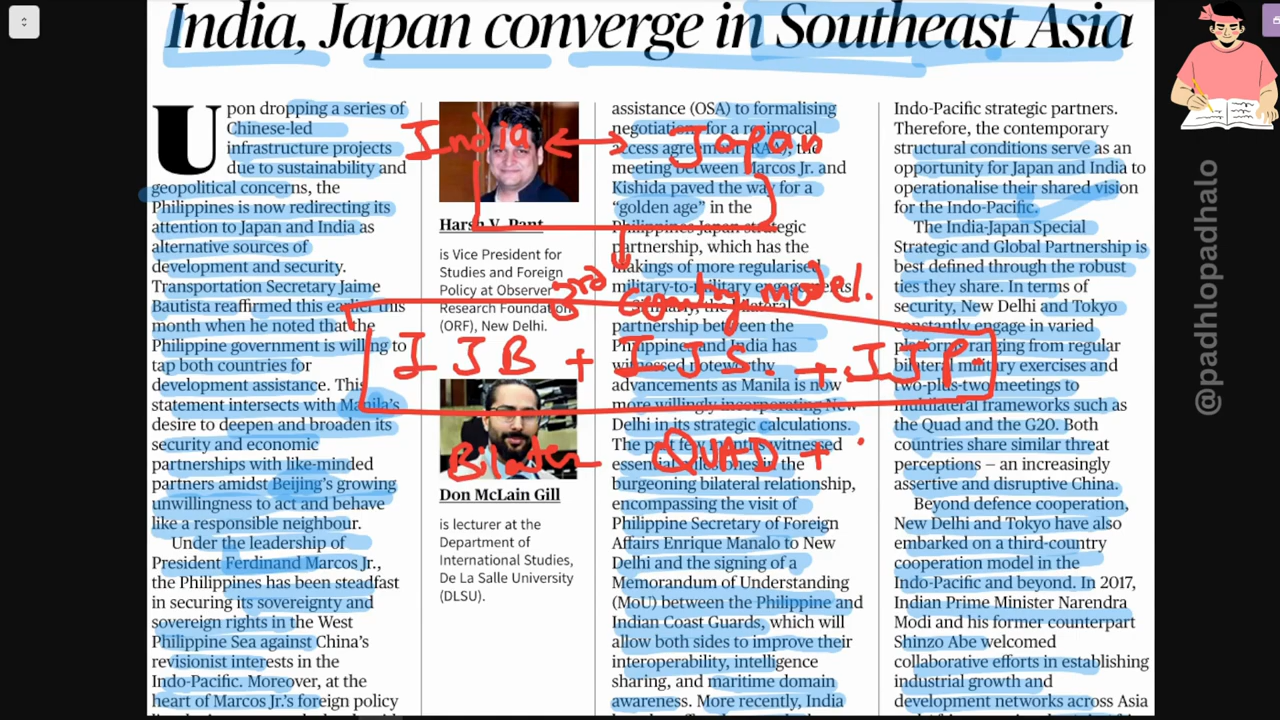 India, Japan converge in Southeast Asia
Upon dropping a series of
Chinese-led
infrastructure projects
due to sustainability and
geopolitical concerns, the
Philippines is now redirecting its
attention to Japan and India as
alternative sources of
development and security.
Transportation Secretary Jaime
Bautista reaffirmed this earlier this
month when he noted that the
Philippine government is willing to
tap both countries for
development assistance. This
statement intersects with Manila's
desire to deepen and broaden its
security and economic
partnerships with like-minded
partners amidst Beijing's growing
unwillingness to act and behave
like a responsible neighbour.
Under the leadership of
President Ferdinand Marcos Jr.,
the Philippines has been steadfast
in securing its sovereignty and
sovereign rights in the West
Philippine Sea against China's
revisionist interests in the
Indo-Pacific. Moreover, at the
heart of Marcos Jr.'s foreign policy
Harsh V. Pant
is Vice President for
Studies and Foreign
Policy at Observer
Research Foundation
(ORF), New Delhi.
Don McLain Gill
is lecturer at the
Department of
International Studies,
De La Salle University
(DLSU).
assistance (OSA) to formalising
negotiations for a reciprocal
access agreement (RAA), the
meeting between Marcos Jr. and
Kishida paved the way for a
“golden age” in the
Philippines-Japan strategic
partnership, which has the
makings of more regularised
military-to-military engagements
Similarly, the bilateral
partnership between the
Philippines and India has
witnessed noteworthy
advancements as Manila is now
more willingly incorporating New
Delhi in its strategic calculations.
The past few months witnessed
essential milestones in the
burgeoning bilateral relationship,
encompassing the visit of
Philippine Secretary of Foreign
Affairs Enrique Manalo to New
Delhi and the signing of a
Memorandum of Understanding
(MoU) between the Philippine and
Indian Coast Guards, which will
allow both sides to improve their
interoperability, intelligence
sharing, and maritime domain
awareness. More recently, India
Indo-Pacific strategic partners.
Therefore, the contemporary
structural conditions serve as an
opportunity for Japan and India to
operationalise their shared vision
for the Indo-Pacific.
The India-Japan Special
Strategic and Global Partnership is
best defined through the robust
ties they share. In terms of
security, New Delhi and Tokyo
constantly engage in varied
platforms ranging from regular
bilateral military exercises and
two-plus-two meetings to
multilateral frameworks such as
the Quad and the G20. Both
countries share similar threat
perceptions — an increasingly
assertive and disruptive China.
Beyond defence cooperation,
New Delhi and Tokyo have also
embarked on a third-country
cooperation model in the
Indo-Pacific and beyond. In 2017,
Indian Prime Minister Narendra
Modi and his former counterpart
Shinzo Abe welcomed
collaborative efforts in establishing
industrial growth and
development networks across Asia
India ↔ Japan
3rd country model.
IJB + IJS. + IJP
QUAD +
@padhlopadhalo